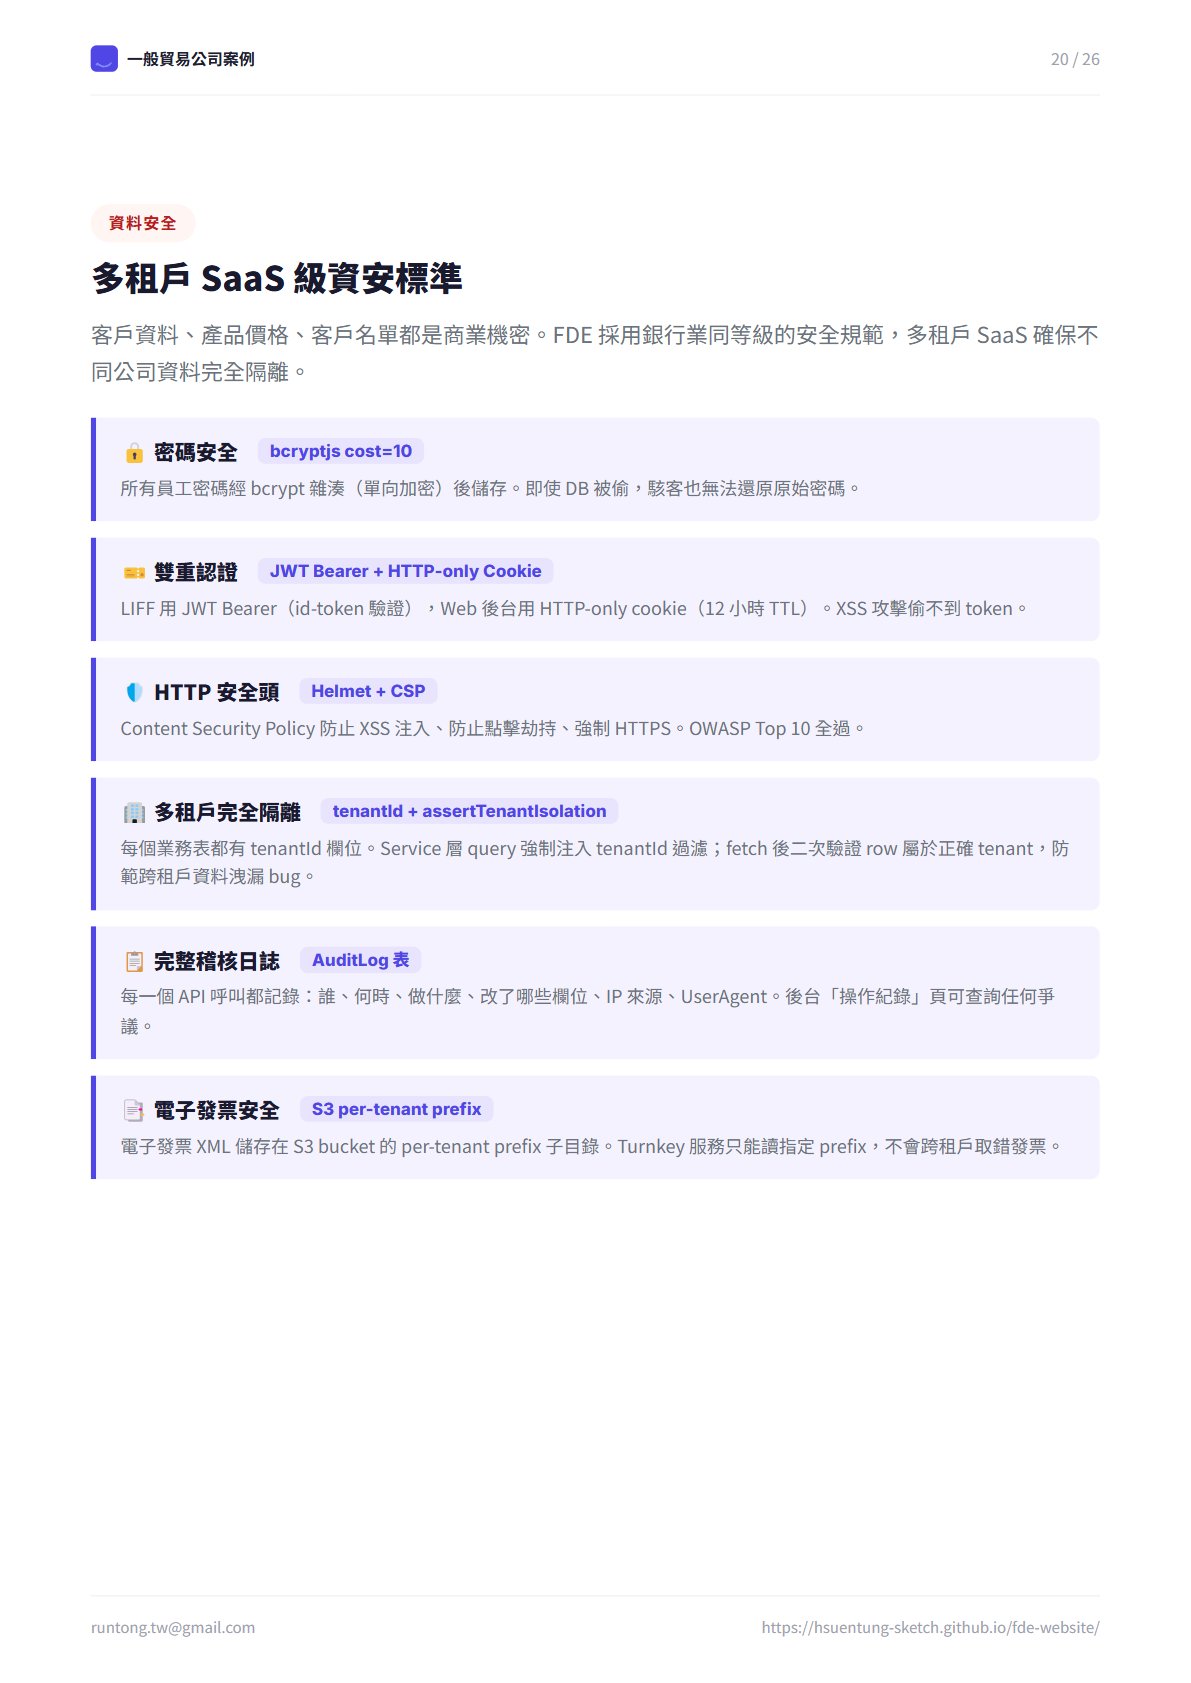 一般貿易公司案例
20 / 26
資料安全
多租戶 SaaS 級資安標準
客戶資料、產品價格、客戶名單都是商業機密。FDE 採用銀行業同等級的安全規範，多租戶 SaaS 確保不
同公司資料完全隔離。
🔒 密碼安全 bcryptjs cost=10
所有員工密碼經 bcrypt 雜湊（單向加密）後儲存。即使 DB 被偷，駭客也無法還原原始密碼。
🎫 雙重認證 JWT Bearer + HTTP-only Cookie
LIFF 用 JWT Bearer（id-token 驗證），Web 後台用 HTTP-only cookie（12 小時 TTL）。XSS 攻擊偷不到 token。
🛡️ HTTP 安全頭 Helmet + CSP
Content Security Policy 防止 XSS 注入、防止點擊劫持、強制 HTTPS。OWASP Top 10 全過。
🏢 多租戶完全隔離 tenantId + assertTenantIsolation
每個業務表都有 tenantId 欄位。Service 層 query 強制注入 tenantId 過濾；fetch 後二次驗證 row 屬於正確 tenant，防
範跨租戶資料洩漏 bug。
📋 完整稽核日誌 AuditLog 表
每一個 API 呼叫都記錄：誰、何時、做什麼、改了哪些欄位、IP 來源、UserAgent。後台「操作紀錄」頁可查詢任何爭
議。
📑 電子發票安全 S3 per-tenant prefix
電子發票 XML 儲存在 S3 bucket 的 per-tenant prefix 子目錄。Turnkey 服務只能讀指定 prefix，不會跨租戶取錯發票。
runtong.tw@gmail.com
https://hsuentung-sketch.github.io/fde-website/